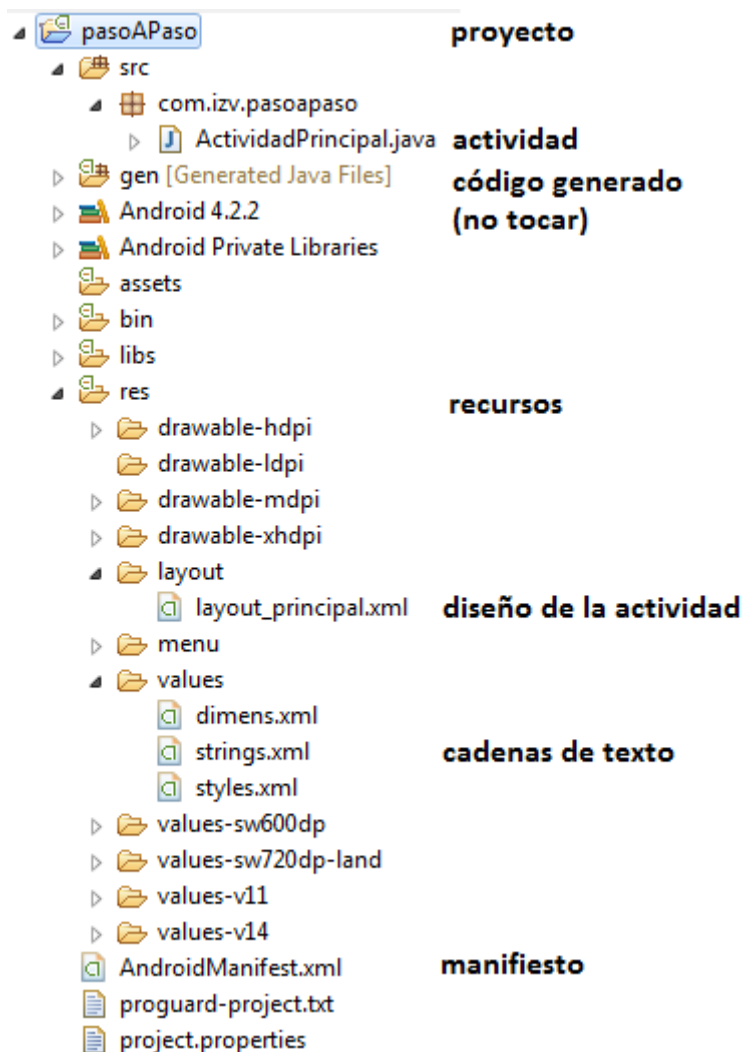 pasoAPaso proyecto
src
com.izv.pasoapaso
ActividadPrincipal.java actividad
gen [Generated Java Files] código generado
Android 4.2.2 (no tocar)
Android Private Libraries
assets
bin
libs
res recursos
drawable-hdpi
drawable-ldpi
drawable-mdpi
drawable-xhdpi
layout
layout_principal.xml diseño de la actividad
menu
values
dimens.xml
strings.xml cadenas de texto
styles.xml
values-sw600dp
values-sw720dp-land
values-v11
values-v14
AndroidManifest.xml manifiesto
proguard-project.txt
project.properties